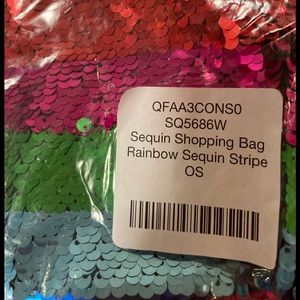 QFAA3CONS0
SQ5686W
Sequin Shopping Bag
Rainbow Sequin Stripe
OS